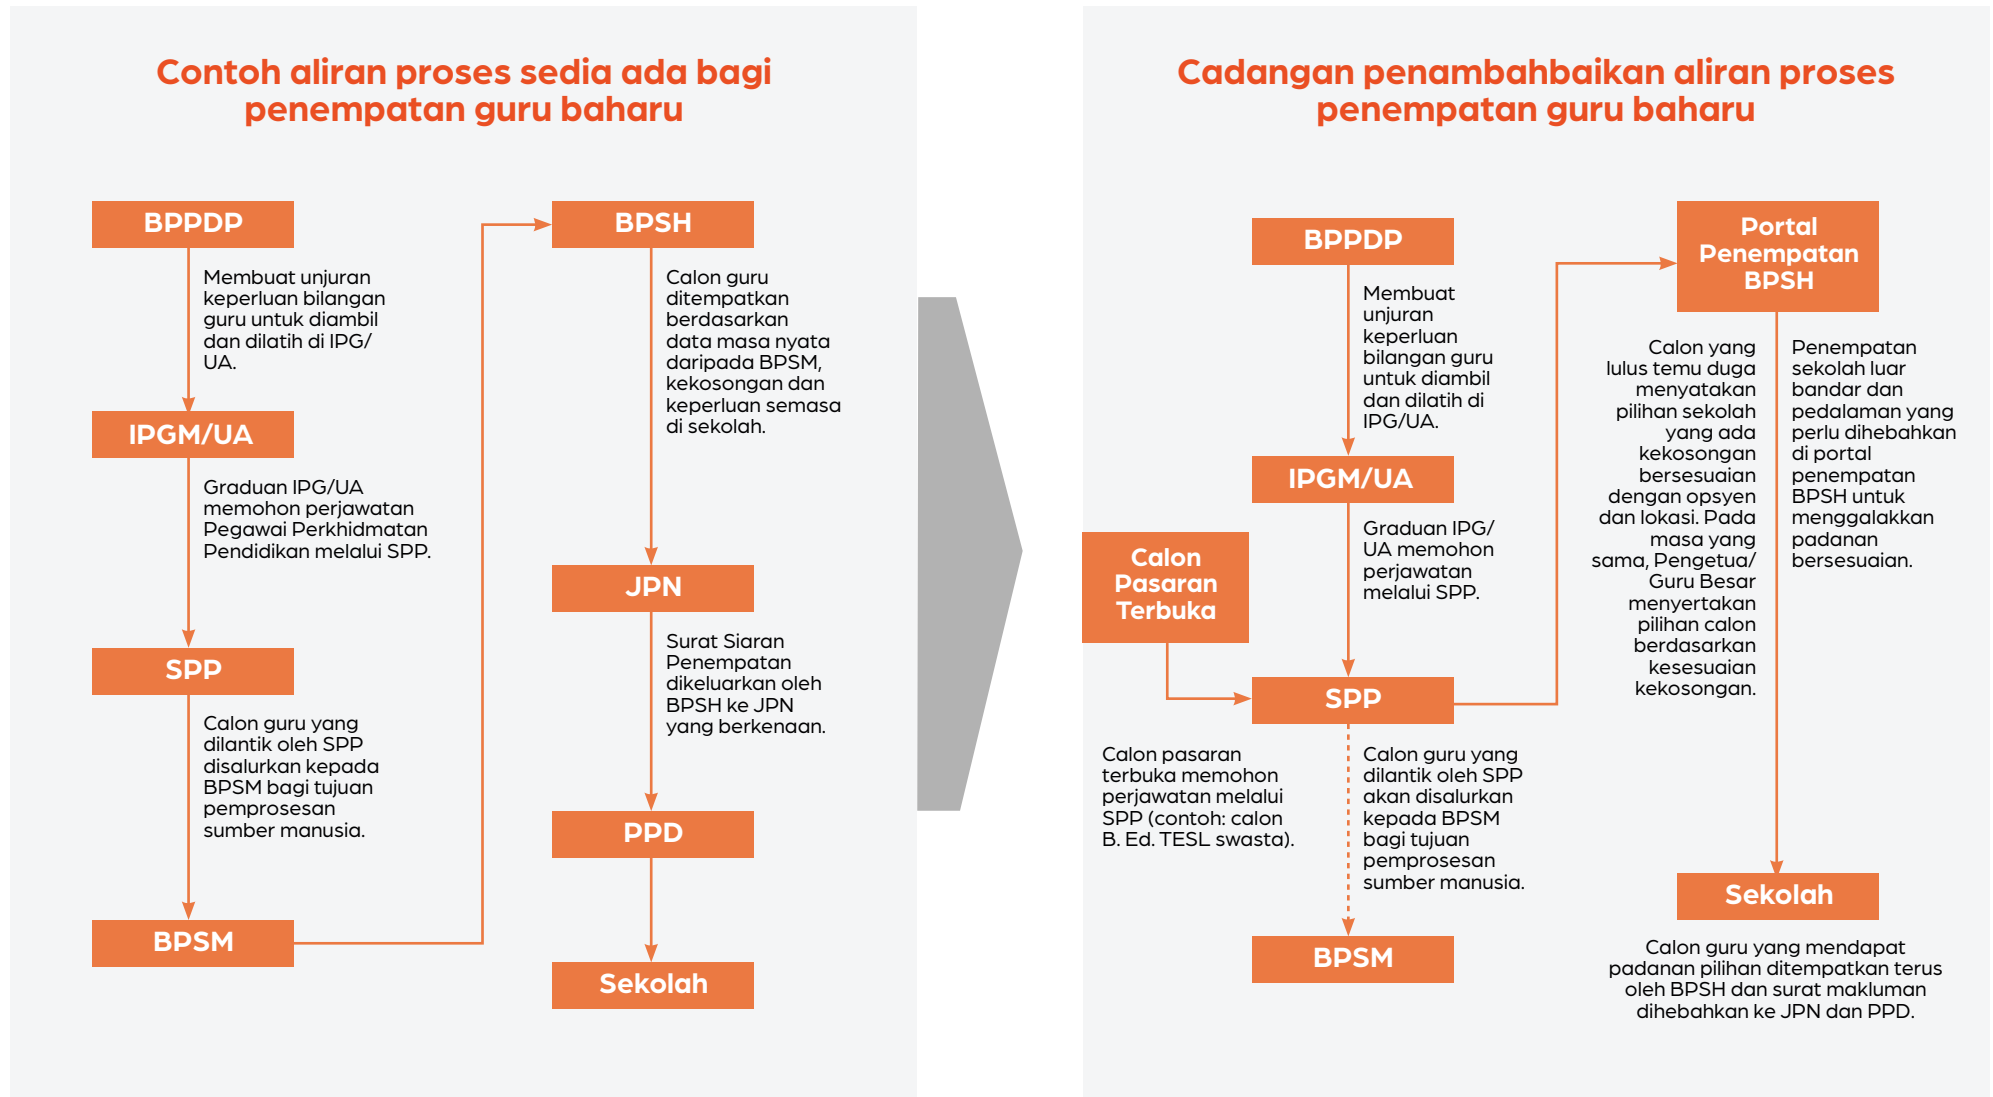 Contoh aliran proses sedia ada bagi
penempatan guru baharu
BPPDP
Membuat unjuran
keperluan bilangan
guru untuk diambil
dan dilatih di IPG/
UA.
IPGM/UA
Graduan IPG/UA
memohon perjawatan
Pegawai Perkhidmatan
Pendidikan melalui SPP.
SPP
Calon guru yang
dilantik oleh SPP
disalurkan kepada
BPSM bagi tujuan
pemprosesan
sumber manusia.
BPSM
BPSH
Calon guru
ditempatkan
berdasarkan
data masa nyata
daripada BPSM,
kekosongan dan
keperluan semasa
di sekolah.
JPN
Surat Siaran
Penempatan
dikeluarkan oleh
BPSH ke JPN
yang berkenaan.
PPD
Sekolah
Cadangan penambahbaikan aliran proses
penempatan guru baharu
BPPDP
Membuat
unjuran
keperluan
bilangan guru
untuk diambil
dan dilatih di
IPG/UA.
IPGM/UA
Graduan IPG/
UA memohon
perjawatan
melalui SPP.
Calon
Pasaran
Terbuka
SPP
Calon pasaran
terbuka memohon
perjawatan melalui
SPP (contoh: calon
B. Ed. TESL swasta).
Calon guru yang
dilantik oleh SPP
akan disalurkan
kepada BPSM
bagi tujuan
pemprosesan
sumber manusia.
BPSM
Portal
Penempatan
BPSH
Calon yang
lulus temu duga
menyatakan
pilihan sekolah
yang ada
kekosongan
bersesuaian
dengan opsyen
dan lokasi. Pada
masa yang
sama, Pengetua/
Guru Besar
menyertakan
pilihan calon
berdasarkan
kesesuaian
kekosongan.
Penempatan
sekolah luar
bandar dan
pedalaman yang
perlu dihebahkan
di portal
penempatan
BPSH untuk
menggalakkan
padanan
bersesuaian.
Sekolah
Calon guru yang mendapat
padanan pilihan ditempatkan terus
oleh BPSH dan surat makluman
dihebahkan ke JPN dan PPD.